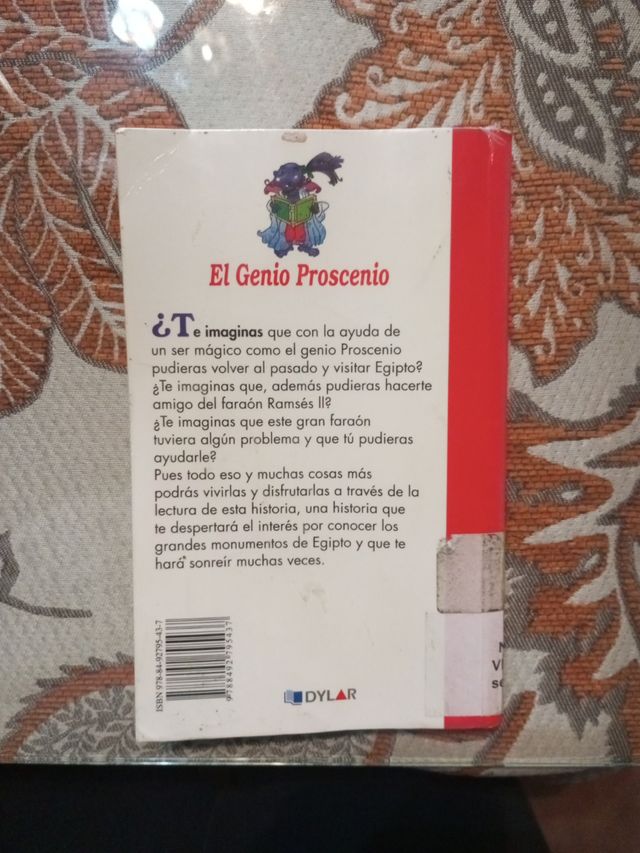 El Genio Proscenio
¿Te imaginas que con la ayuda de
un ser mágico como el genio Proscenio
pudieras volver al pasado y visitar Egipto?
¿Te imaginas que, además pudieras hacerte
amigo del faraón Ramsés II?
¿Te imaginas que este gran faraón
tuviera algún problema y que tú pudieras
ayudarle?
Pues todo eso y muchas cosas más
podrás vivirlas y disfrutarlas a través de la
lectura de esta historia, una historia que
te despertará el interés por conocer los
grandes monumentos de Egipto y que te
hará sonreír muchas veces.
ISBN 978-84-92795-43-7
9 788492 795437
DYLAR